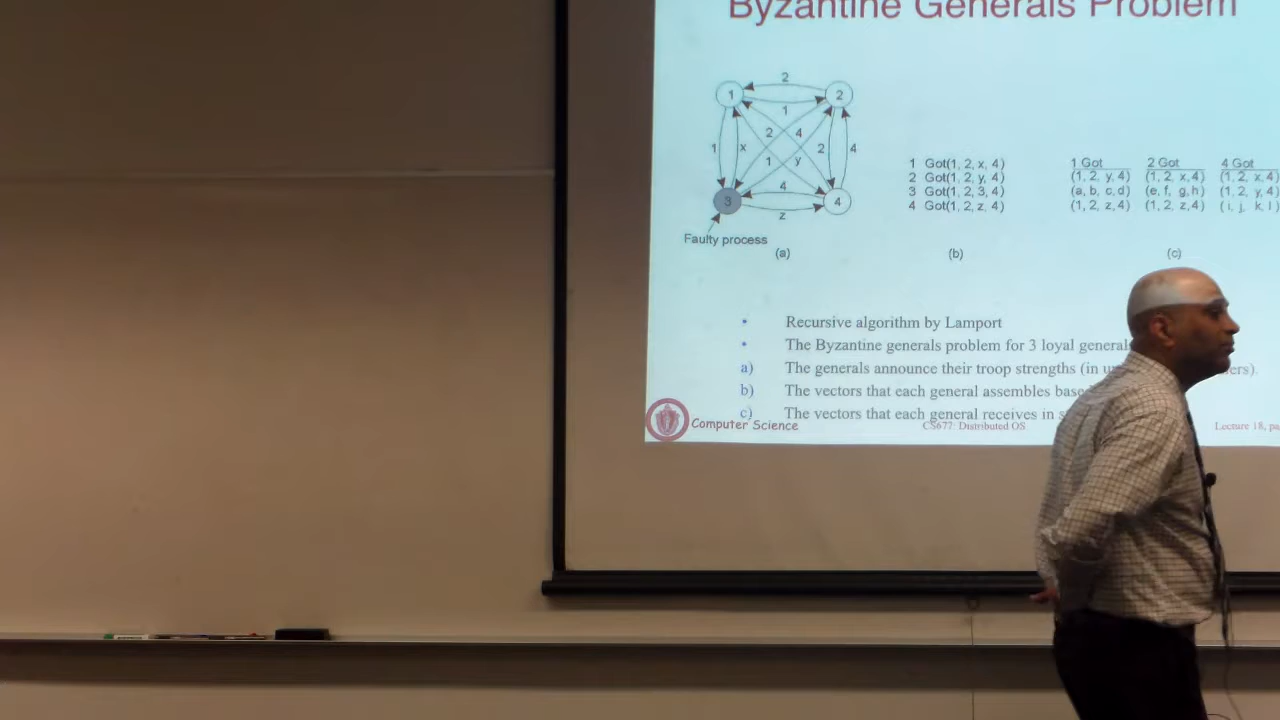 Byzantine Generals Problem
2
1 2
1
2 4
1 x 2 4
1 y
4
3 4
z
Faulty process
(a)
1 Got(1, 2, x, 4)
2 Got(1, 2, y, 4)
3 Got(1, 2, 3, 4)
4 Got(1, 2, z, 4)
(b)
1 Got 2 Got 4 Got
(1, 2, y, 4) (1, 2, x, 4) (1, 2, x, 4)
(a, b, c, d) (e, f, g, h) (1, 2, y, 4)
(1, 2, z, 4) (1, 2, z, 4) (i, j, k, l)
(c)
• Recursive algorithm by Lamport
• The Byzantine generals problem for 3 loyal generals
a) The generals announce their troop strengths (in
b) The vectors that each general assembles
c) The vectors that each general receives in
Computer Science
CS677: Distributed OS
Lecture 18,